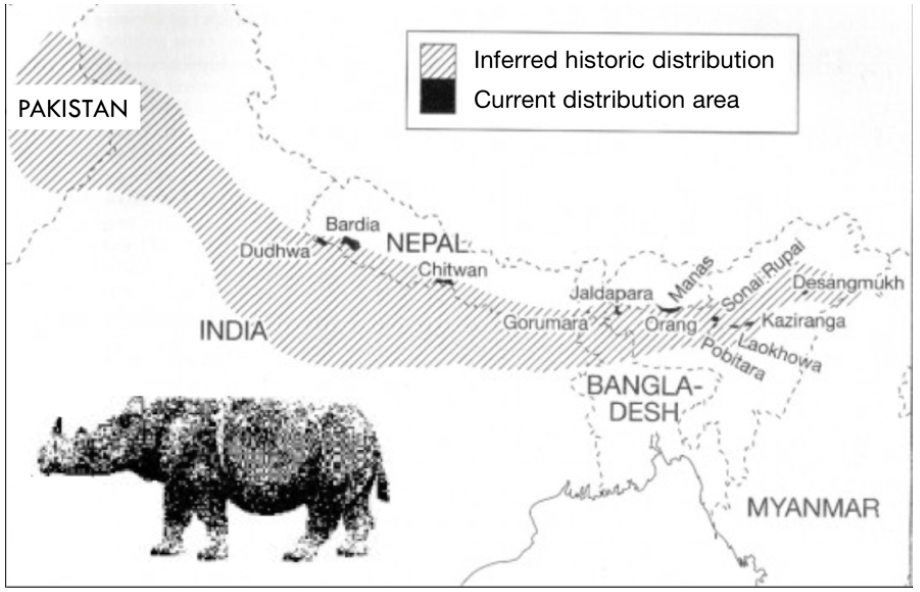 Inferred historic distribution
Current distribution area
PAKISTAN
Bardia
Dudhwa
NEPAL
Chitwan
Jaldapara
Manas
Sonai-Rupai
Desangmukh
Gorumara
Orang
Kaziranga
INDIA
Laokhowa
Pobitara
BANGLA-
DESH
MYANMAR